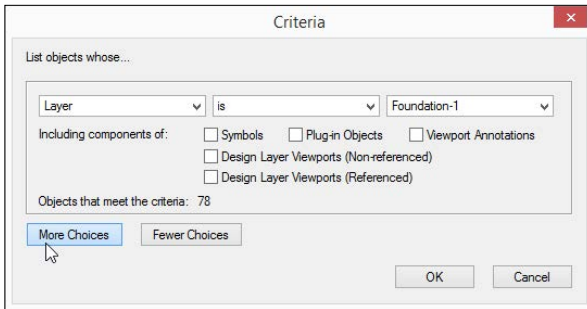 Criteria
List objects whose...
Layer is Foundation-1
Including components of: Symbols Plug-in Objects Viewport Annotations
Design Layer Viewports (Non-referenced)
Design Layer Viewports (Referenced)
Objects that meet the criteria: 78
More Choices Fewer Choices
OK Cancel